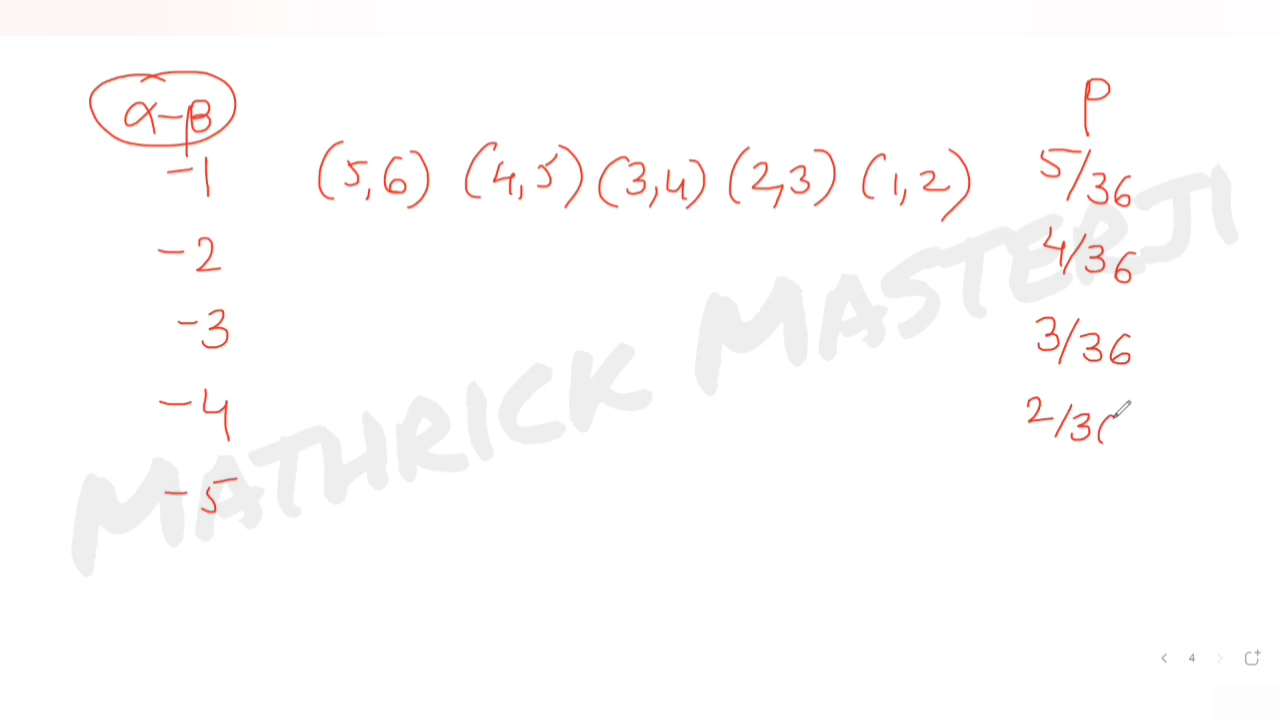 α-β P
-1 (5,6) (4,5) (3,4) (2,3) (1,2) 5/36
-2 4/36
-3 3/36
-4 2/3(
-5
MATHRICK MASTERJI
< 4 >